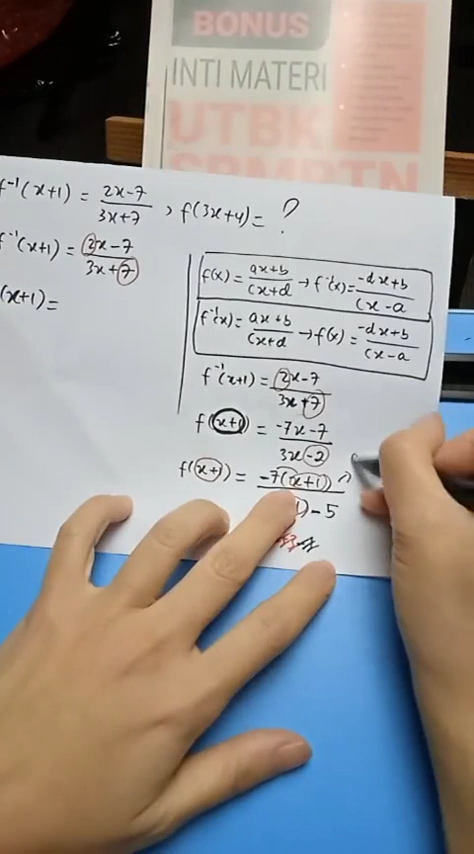 BONUS
INTI MATERI
UTBK
SBMPTN
f⁻¹(x+1) = (2x-7)/(3x+7) , f(3x+4) = ?
f⁻¹(x+1) = (2x-7)/(3x+7)
(x+1) =
f(x) = (ax+b)/(cx+d) → f⁻¹(x) = (-dx+b)/(cx-a)
f⁻¹(x) = (ax+b)/(cx+d) → f(x) = (-dx+b)/(cx-a)
f⁻¹(x+1) = (2x-7)/(3x+7)
f(x+1) = (-7x-7)/(3x-2)
f(x+1) = -7(x+1)
)-5